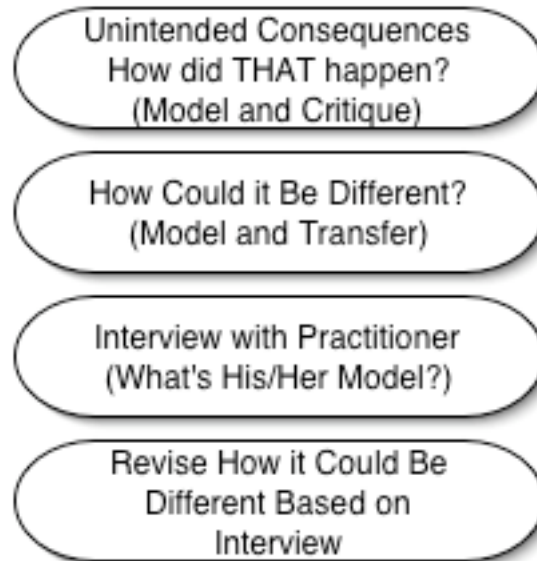 Unintended Consequences
How did THAT happen?
(Model and Critique)
How Could it Be Different?
(Model and Transfer)
Interview with Practitioner
(What's His/Her Model?)
Revise How it Could Be
Different Based on
Interview